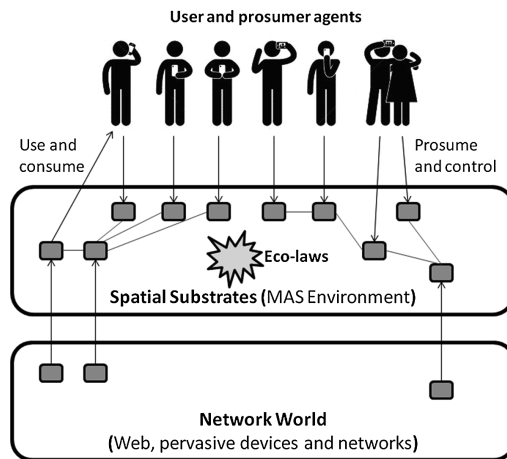 User and prosumer agents
Use and
consume
Prosume
and control
Eco-laws
Spatial Substrates (MAS Environment)
Network World
(Web, pervasive devices and networks)